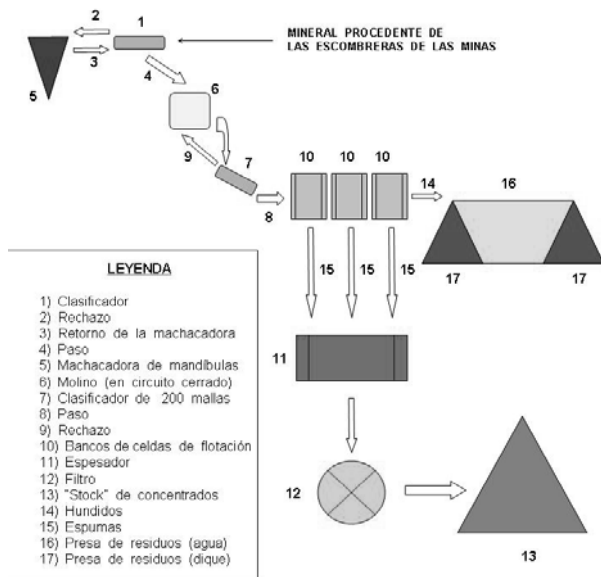 2
1
MINERAL PROCEDENTE DE
LAS ESCOMBRERAS DE LAS MINAS
3
4
5
6
9
7
8
10 10 10
14
16
15 15 15
17 17
11
12
13
LEYENDA
1) Clasificador
2) Rechazo
3) Retorno de la machacadora
4) Paso
5) Machacadora de mandíbulas
6) Molino (en circuito cerrado)
7) Clasificador de 200 mallas
8) Paso
9) Rechazo
10) Bancos de celdas de flotación
11) Espesador
12) Filtro
13) "Stock" de concentrados
14) Hundidos
15) Espumas
16) Presa de residuos (agua)
17) Presa de residuos (dique)